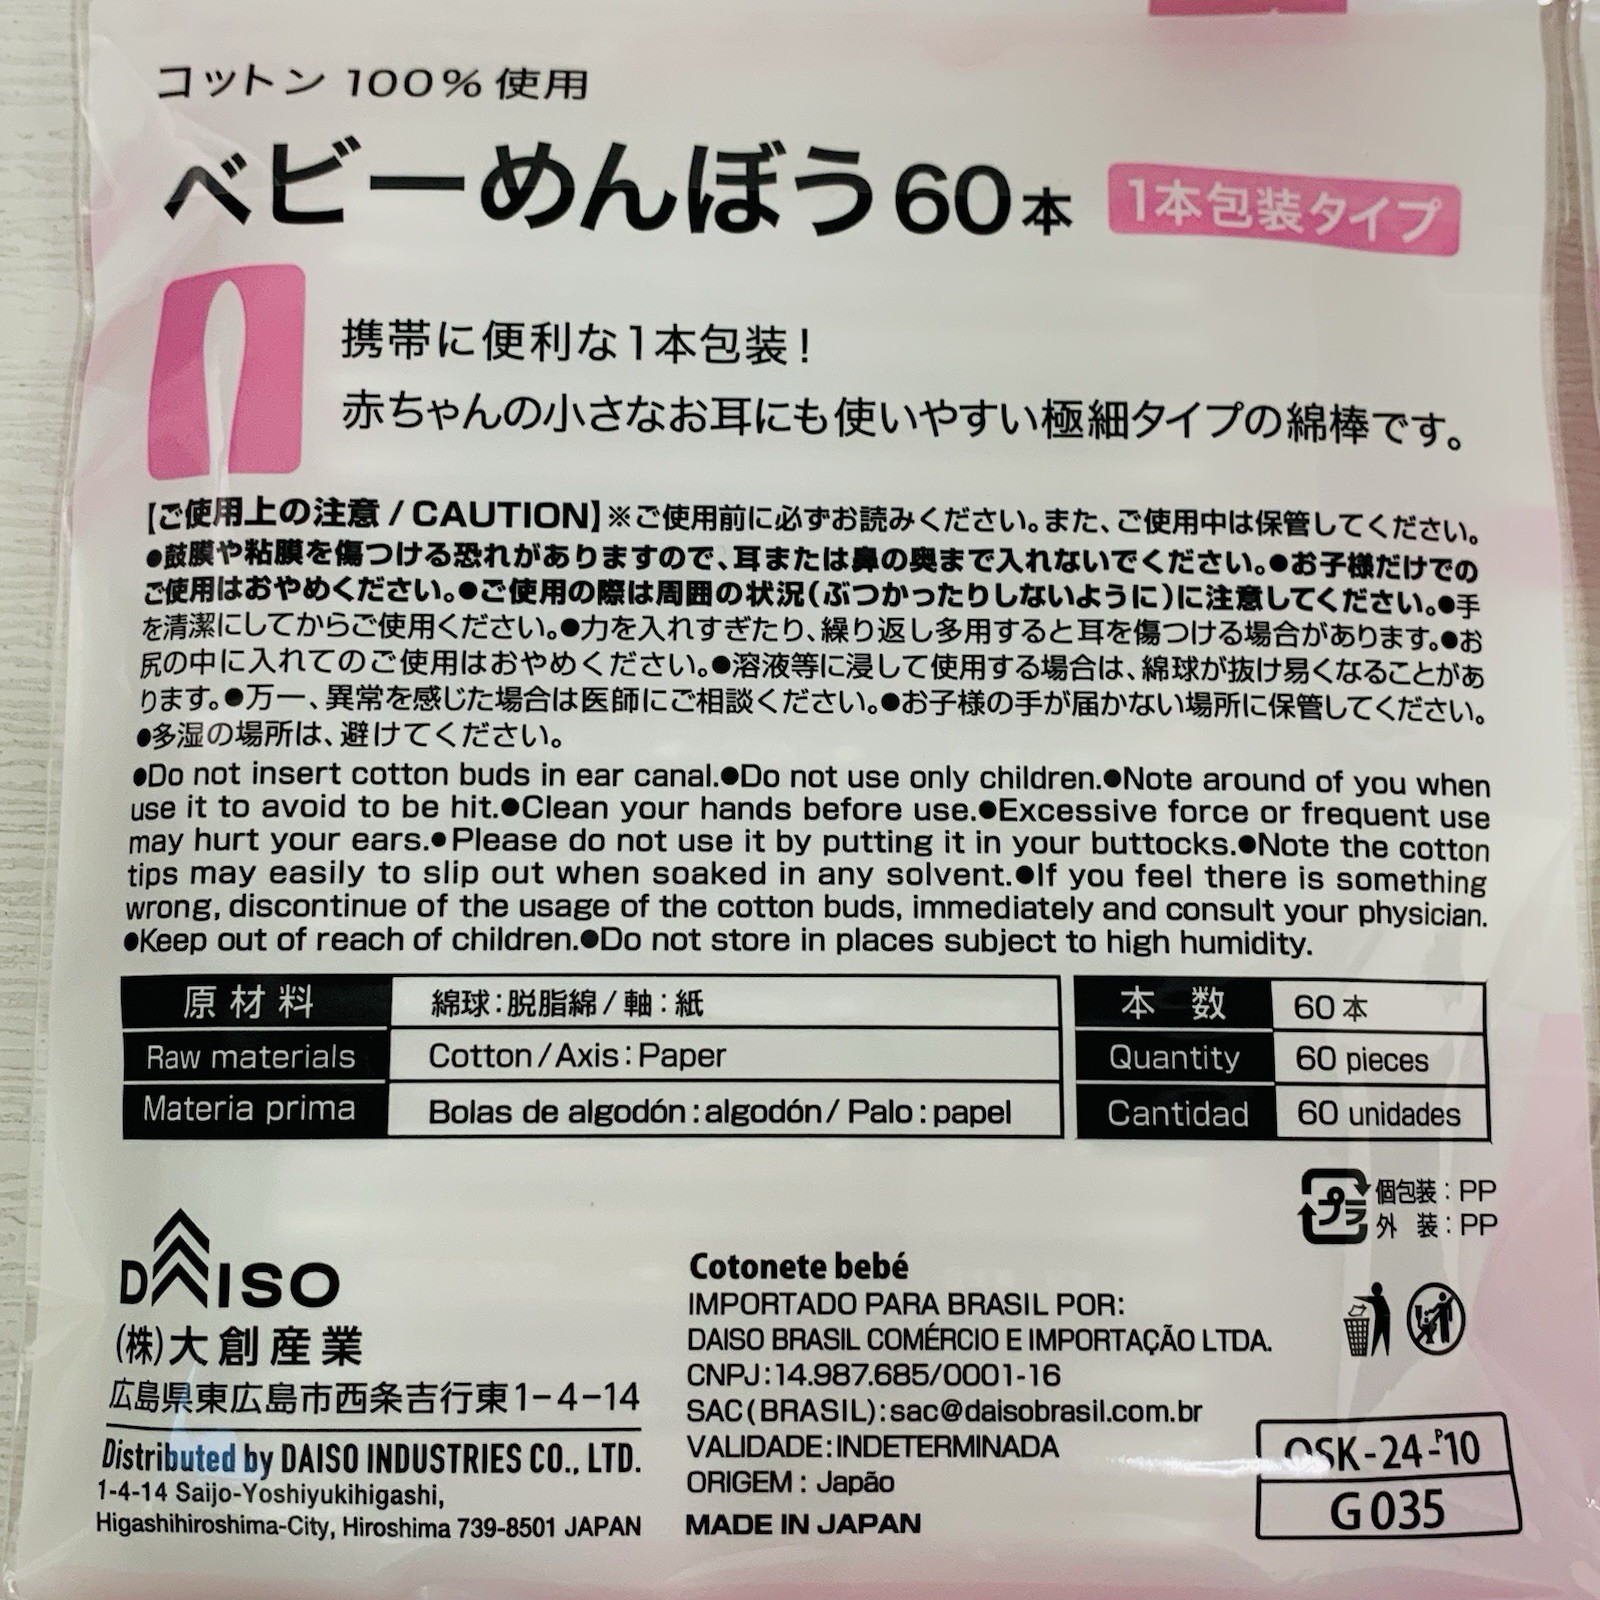 コットン 100% 使用
ベビーめんぼう60本 1本包装タイプ
携帯に便利な1本包装!
赤ちゃんの小さなお耳にも使いやすい極細タイプの綿棒です。
【ご使用上の注意 / CAUTION】※ご使用前に必ずお読みください。また、ご使用中は保管してください。
●鼓膜や粘膜を傷つける恐れがありますので、耳または鼻の奥まで入れないでください。●お子様だけでの
ご使用はおやめください。●ご使用の際は周囲の状況(ぶつかったりしないように)に注意してください。●手
を清潔にしてからご使用ください。●力を入れすぎたり、繰り返し多用すると耳を傷つける場合があります。●お
尻の中に入れてのご使用はおやめください。●溶液等に浸して使用する場合は、綿球が抜け易くなることがあ
ります。●万一、異常を感じた場合は医師にご相談ください。●お子様の手が届かない場所に保管してください。
●多湿の場所は、避けてください。
●Do not insert cotton buds in ear canal.●Do not use only children.●Note around of you when
use it to avoid to be hit.●Clean your hands before use.●Excessive force or frequent use
may hurt your ears.●Please do not use it by putting it in your buttocks.●Note the cotton
tips may easily to slip out when soaked in any solvent.●If you feel there is something
wrong, discontinue of the usage of the cotton buds, immediately and consult your physician.
●Keep out of reach of children.●Do not store in places subject to high humidity.
原材料 綿球:脱脂綿 / 軸:紙
Raw materials Cotton / Axis : Paper
Materia prima Bolas de algodón : algodón / Palo : papel
本 数 60本
Quantity 60 pieces
Cantidad 60 unidades
プラ 個包装 : PP
外 装 : PP
DAISO
(株)大創産業
広島県東広島市西条吉行東1-4-14
Distributed by DAISO INDUSTRIES CO., LTD.
1-4-14 Saijo-Yoshiyukihigashi,
Higashihiroshima-City, Hiroshima 739-8501 JAPAN
Cotonete bebé
IMPORTADO PARA BRASIL POR:
DAISO BRASIL COMÉRCIO E IMPORTAÇÃO LTDA.
CNPJ:14.987.685/0001-16
SAC(BRASIL):sac@daisobrasil.com.br
VALIDADE:INDETERMINADA
ORIGEM : Japão
MADE IN JAPAN
OSK-24-P10
G035